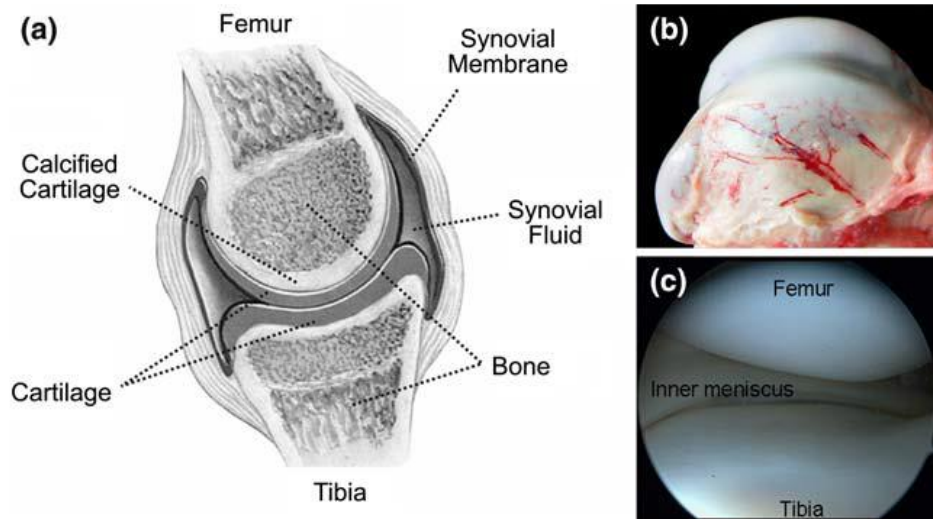 (a)
Femur
Synovial
Membrane
Calcified
Cartilage
Synovial
Fluid
Cartilage
Bone
Tibia
(b)
(c)
Femur
Inner meniscus
Tibia